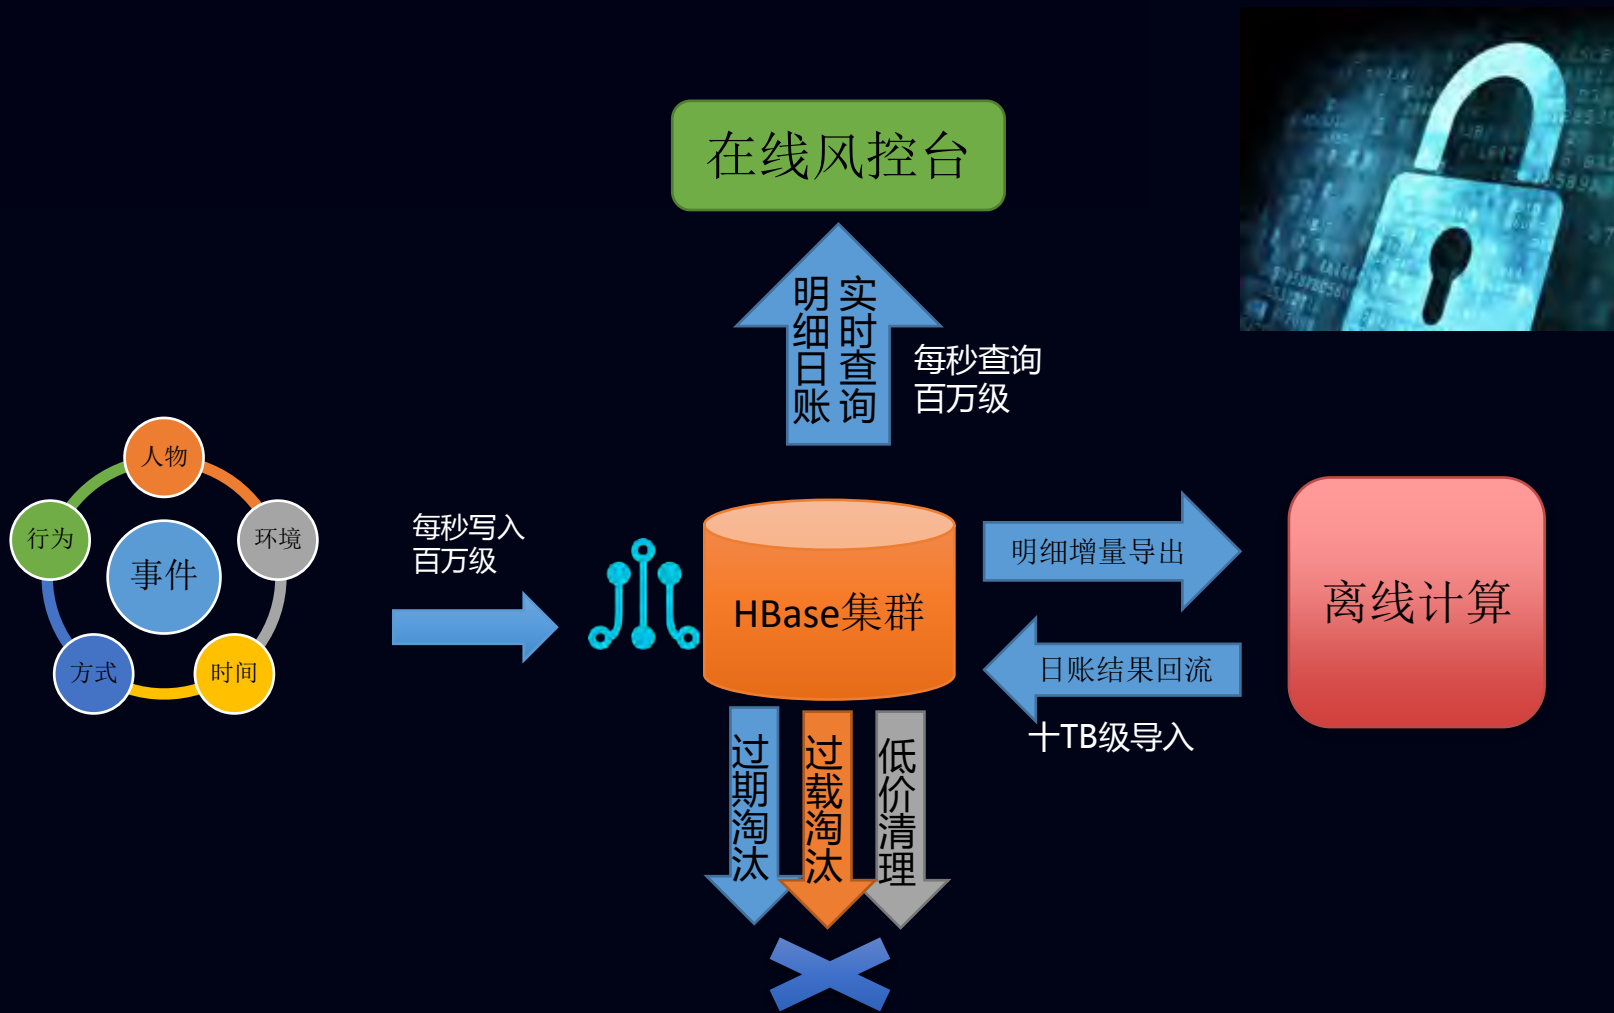 在线风控台
实时查询
明细日账
每秒查询
百万级
人物
行为
环境
事件
方式
时间
每秒写入
百万级
HBase集群
明细增量导出
日账结果回流
十TB级导入
离线计算
过期淘汰
过载淘汰
低价清理